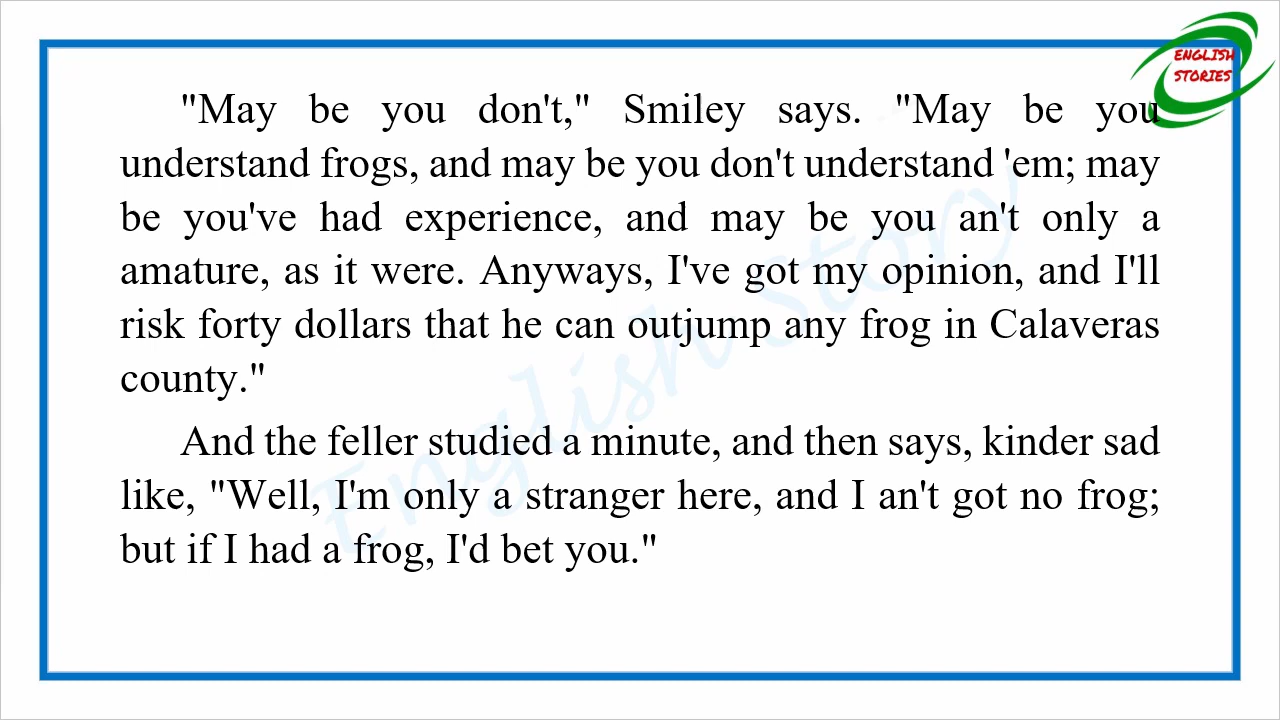 ENGLISH
STORIES
"May be you don't," Smiley says. "May be you
understand frogs, and may be you don't understand 'em; may
be you've had experience, and may be you an't only a
amature, as it were. Anyways, I've got my opinion, and I'll
risk forty dollars that he can outjump any frog in Calaveras
county."
And the feller studied a minute, and then says, kinder sad
like, "Well, I'm only a stranger here, and I an't got no frog;
but if I had a frog, I'd bet you."
English Story